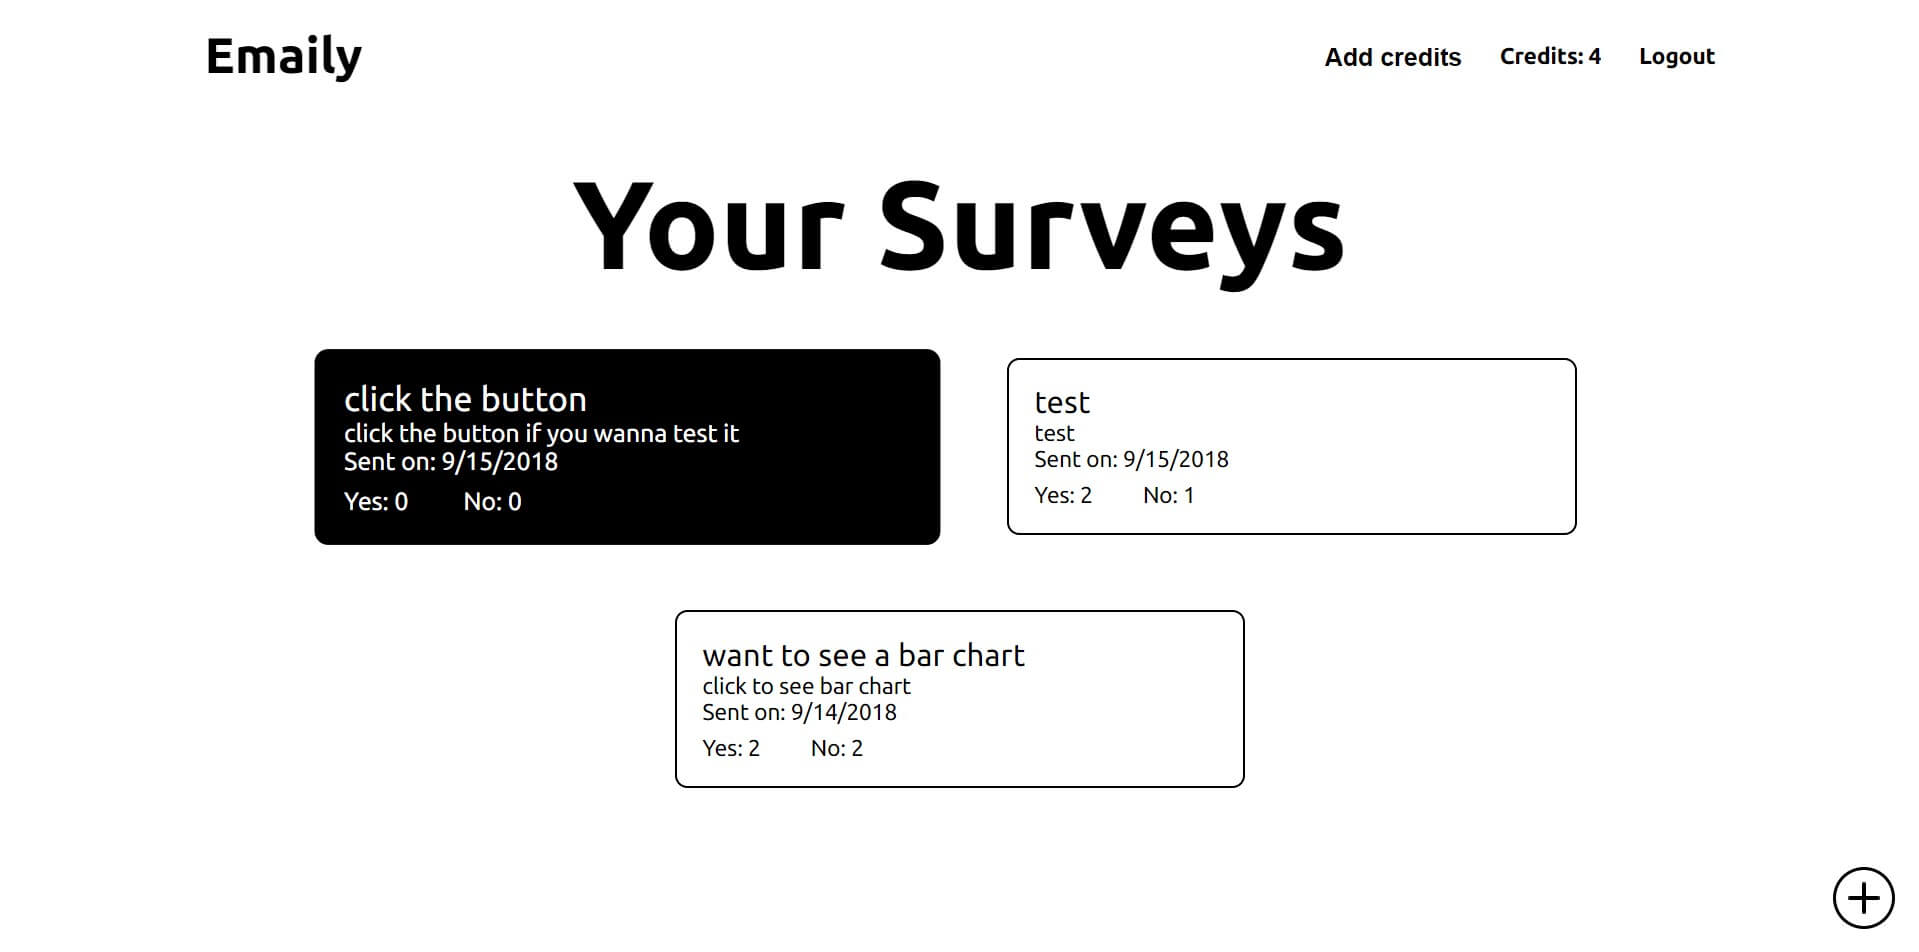 Emaily
Add credits Credits: 4 Logout
Your Surveys
click the button
click the button if you wanna test it
Sent on: 9/15/2018
Yes: 0 No: 0
test
test
Sent on: 9/15/2018
Yes: 2 No: 1
want to see a bar chart
click to see bar chart
Sent on: 9/14/2018
Yes: 2 No: 2